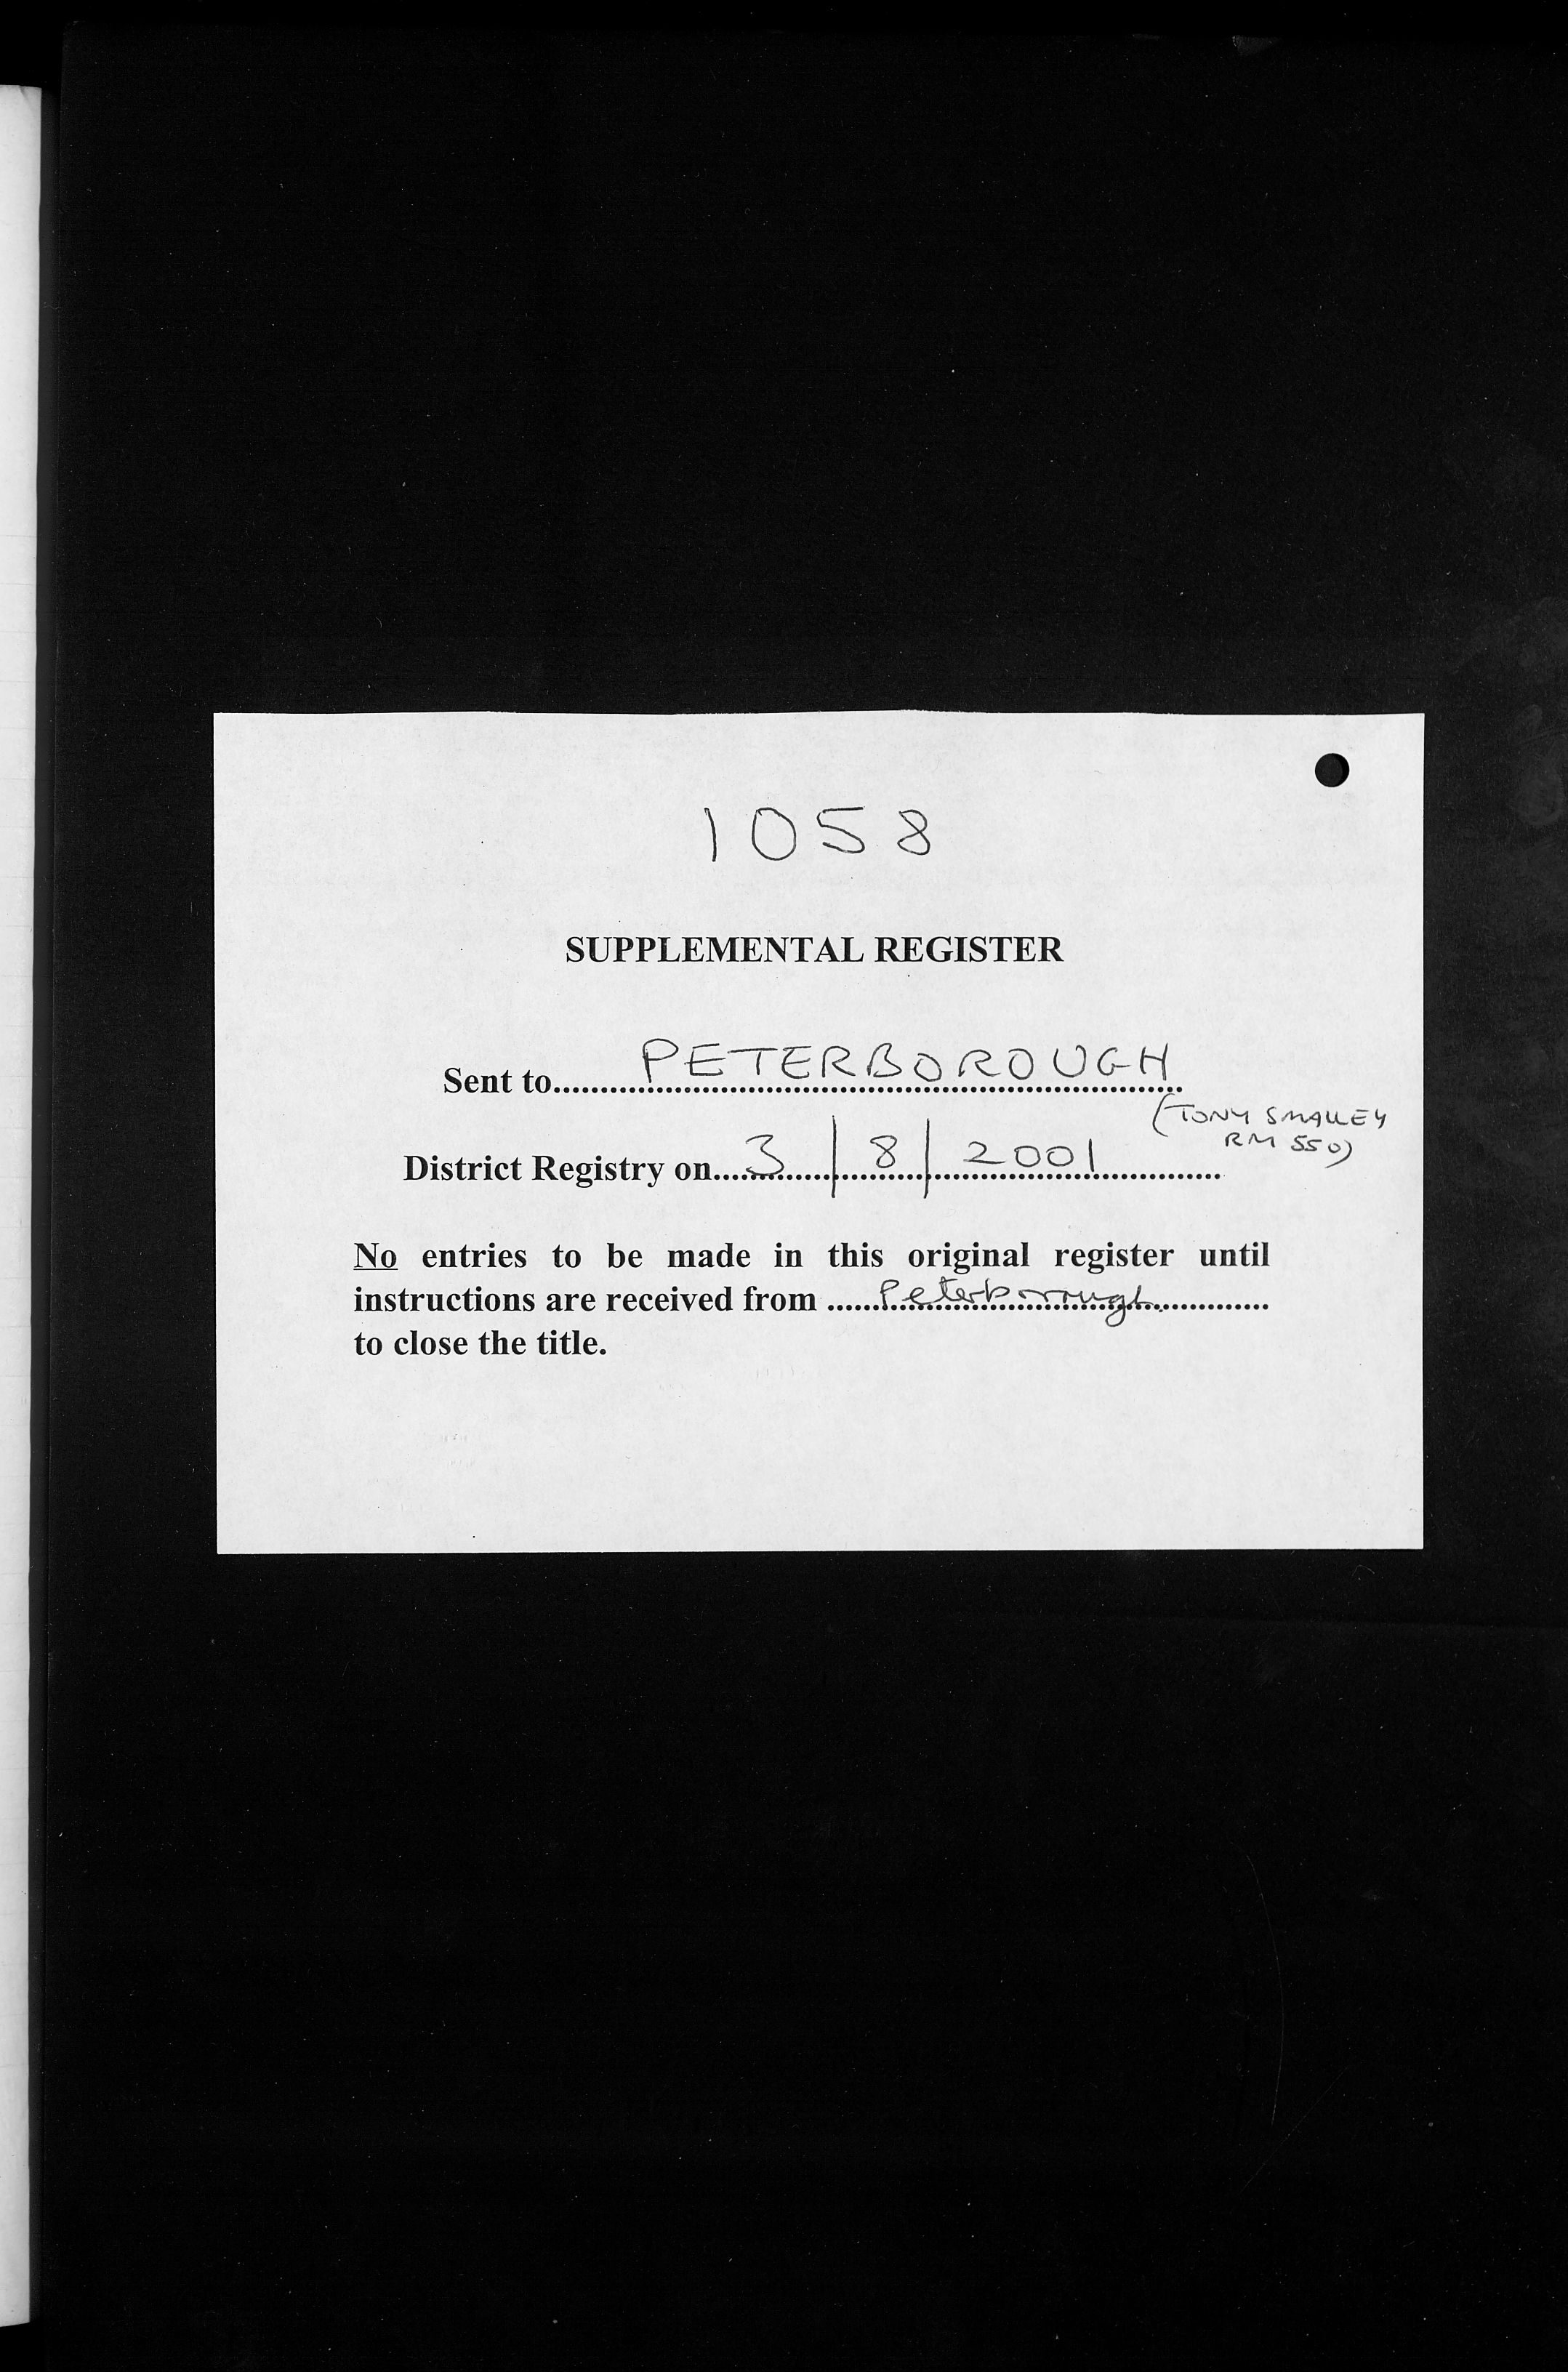 1058
SUPPLEMENTAL REGISTER
Sent to PETERBOROUGH
(TONY SMALLEY
RM 550)
District Registry on 3/8/2001
No entries to be made in this original register until
instructions are received from Peterborough
to close the title.